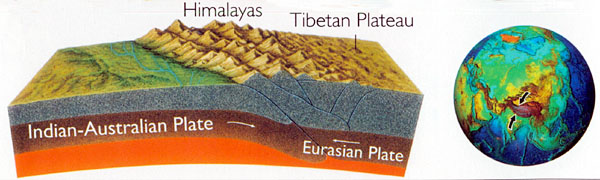 Himalayas
Tibetan Plateau
Indian-Australian Plate
Eurasian Plate